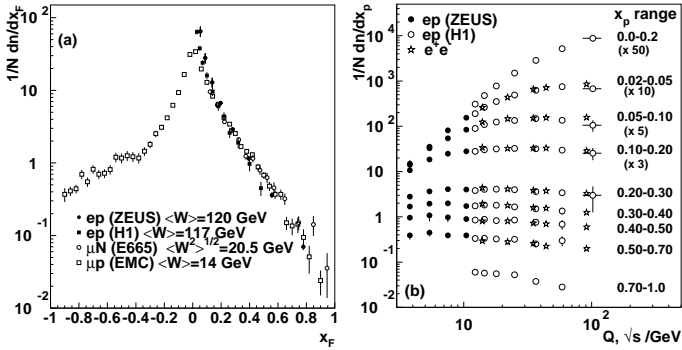 1/N dn/dx_F
(a)
10^2
10
1
10^-1
10^-2
ep (ZEUS) <W>=120 GeV
ep (H1) <W>=117 GeV
μN (E665) <W^2>^1/2=20.5 GeV
μp (EMC) <W>=14 GeV
-1 -0.8 -0.6 -0.4 -0.2 0 0.2 0.4 0.6 0.8 1
x_F
1/N dn/dx_p
10^5
10^4
10^3
10^2
10
1
10^-1
10^-2
ep (ZEUS)
ep (H1)
e^+e^-
x_p range
0.0-0.2
(x 50)
0.02-0.05
(x 10)
0.05-0.10
(x 5)
0.10-0.20
(x 3)
0.20-0.30
0.30-0.40
0.40-0.50
0.50-0.70
0.70-1.0
(b)
10 10^2
Q, √s /GeV